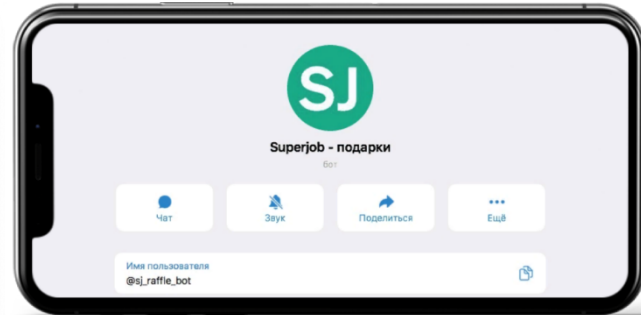 SJ
Superjob - подарки
бот
Чат
Звук
Поделиться
Ещё
Имя пользователя
@sj_raffle_bot